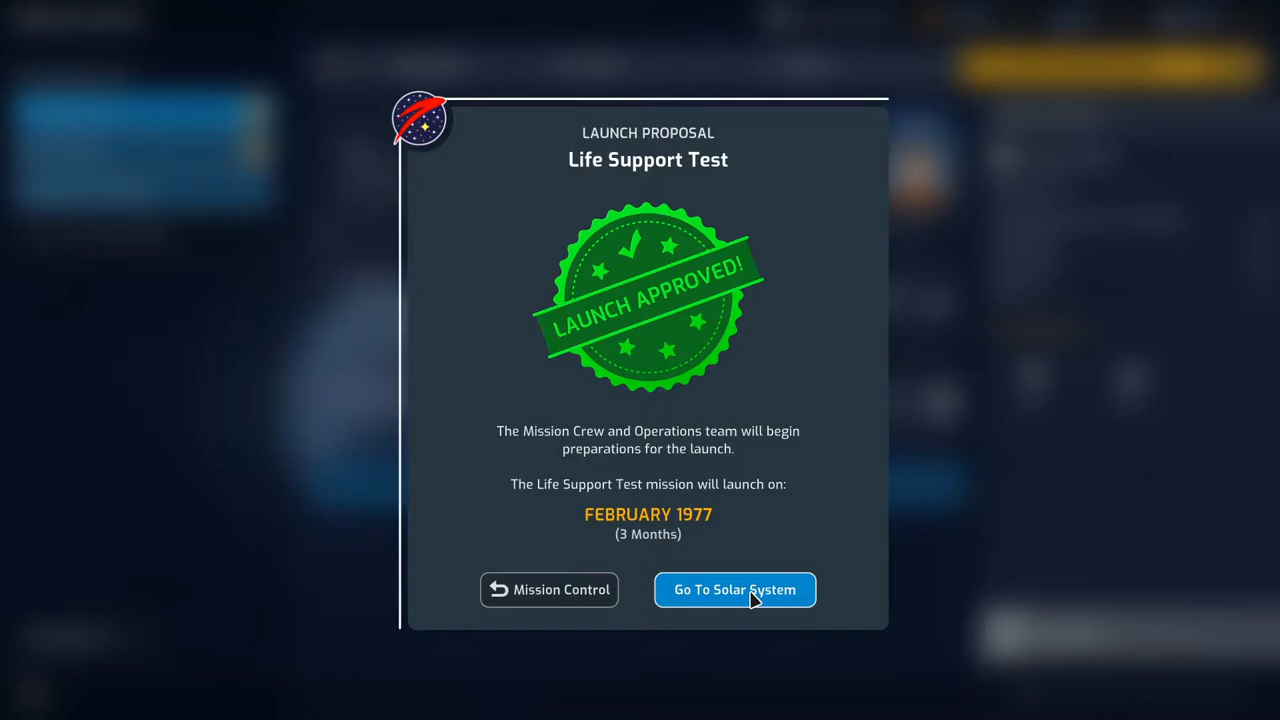 LAUNCH PROPOSAL
Life Support Test
LAUNCH APPROVED!
The Mission Crew and Operations team will begin
preparations for the launch.
The Life Support Test mission will launch on:
FEBRUARY 1977
(3 Months)
Mission Control
Go To Solar System